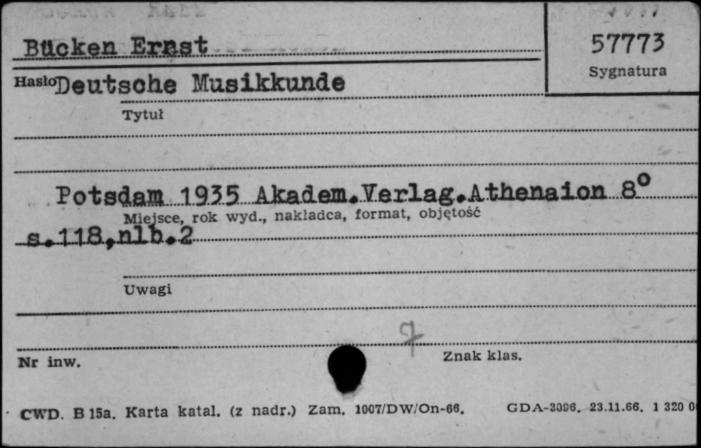 Bücken Ernst
57773
Sygnatura
Hasło Deutsche Musikkunde
Tytuł
Potsdam 1935 Akadem.Verlag.Athenaion 8°
Miejsce, rok wyd., nakładca, format, objętość
s.118,nlb.2
Uwagi
7
Nr inw.
Znak klas.
CWD. B 15a. Karta katal. (z nadr.) Zam. 1007/DW/On-66. GDA-3096. 23.11.66. 1 320